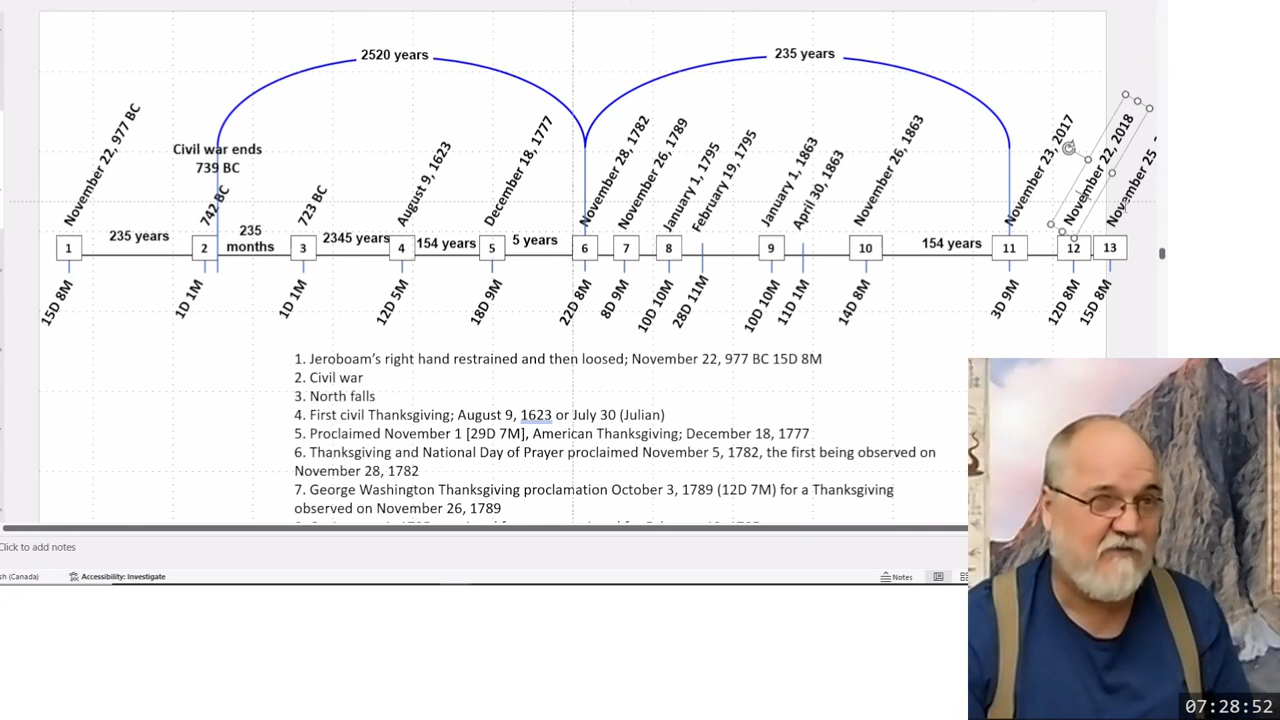 2520 years
235 years
November 22, 977 BC
Civil war ends
739 BC
742 BC
723 BC
August 9, 1623
December 18, 1777
November 28, 1782
November 26, 1789
January 1, 1795
February 19, 1795
January 1, 1863
April 30, 1863
November 26, 1863
November 23, 2017
November 22, 2018
November 25
235 years
235
months
2345 years
154 years
5 years
154 years
1
2
3
4
5
6
7
8
9
10
11
12
13
15D 8M
1D 1M
1D 1M
12D 5M
18D 9M
22D 8M
8D 9M
10D 10M
28D 11M
10D 10M
11D 1M
14D 8M
3D 9M
12D 8M
15D 8M
1. Jeroboam's right hand restrained and then loosed; November 22, 977 BC 15D 8M
2. Civil war
3. North falls
4. First civil Thanksgiving; August 9, 1623 or July 30 (Julian)
5. Proclaimed November 1 [29D 7M], American Thanksgiving; December 18, 1777
6. Thanksgiving and National Day of Prayer proclaimed November 5, 1782, the first being observed on
November 28, 1782
7. George Washington Thanksgiving proclamation October 3, 1789 (12D 7M) for a Thanksgiving
observed on November 26, 1789
Click to add notes
sh (Canada)
Accessibility: Investigate
Notes
07:28:52